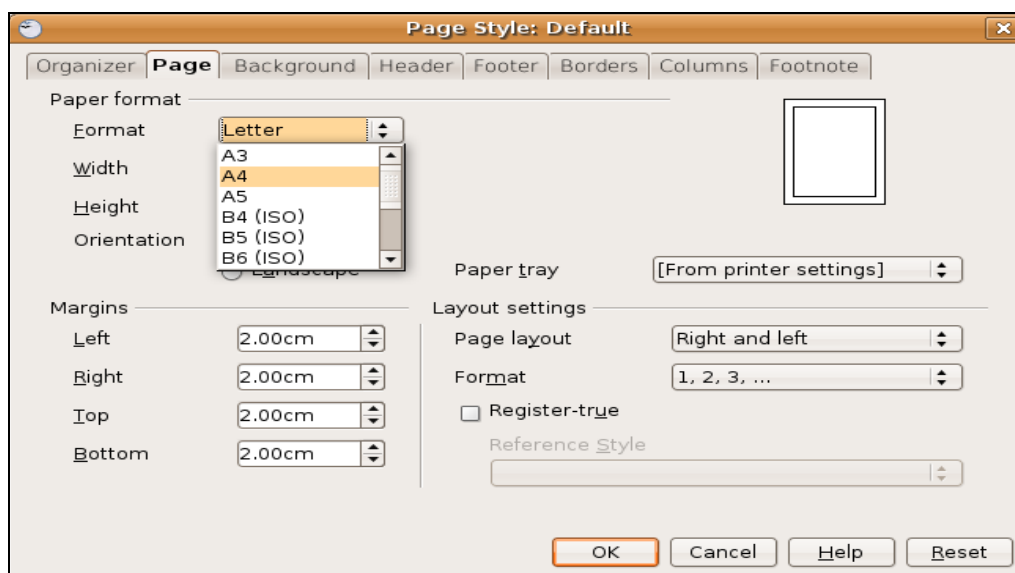 Page Style: Default
Organizer Page Background Header Footer Borders Columns Footnote
Paper format
Format Letter
A3
Width
A4
A5
Height
B4 (ISO)
Orientation B5 (ISO)
B6 (ISO)
Landscape
Paper tray [From printer settings]
Margins Layout settings
Left 2.00cm Page layout Right and left
Right 2.00cm Format 1, 2, 3, ...
Top 2.00cm Register-true
Reference Style
Bottom 2.00cm
OK Cancel Help Reset